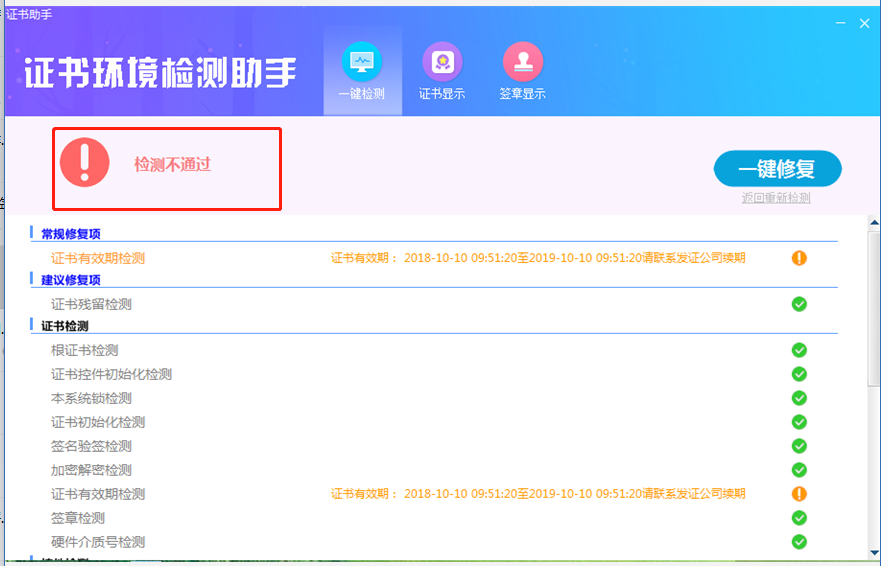 证书助手
证书环境检测助手
一键检测
证书显示
签章显示
检测不通过
一键修复
返回重新检测
常规修复项
证书有效期检测 证书有效期： 2018-10-10 09:51:20至2019-10-10 09:51:20请联系发证公司续期
建议修复项
证书残留检测
证书检测
根证书检测
证书控件初始化检测
本系统锁检测
证书初始化检测
签名验签检测
加密解密检测
证书有效期检测 证书有效期： 2018-10-10 09:51:20至2019-10-10 09:51:20请联系发证公司续期
签章检测
硬件介质号检测